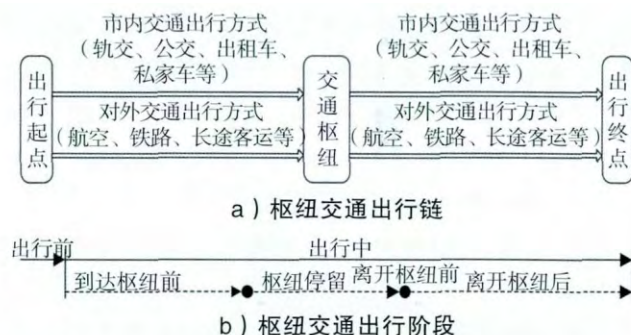 市内交通出行方式
(轨交、公交、出租车、
私家车等)
市内交通出行方式
(轨交、公交、出租车、
私家车等)
出行起点
交通枢纽
出行终点
对外交通出行方式
(航空、铁路、长途客运等)
对外交通出行方式
(航空、铁路、长途客运等)
a)枢纽交通出行链
出行前
出行中
到达枢纽前
枢纽停留
离开枢纽前
离开枢纽后
b)枢纽交通出行阶段